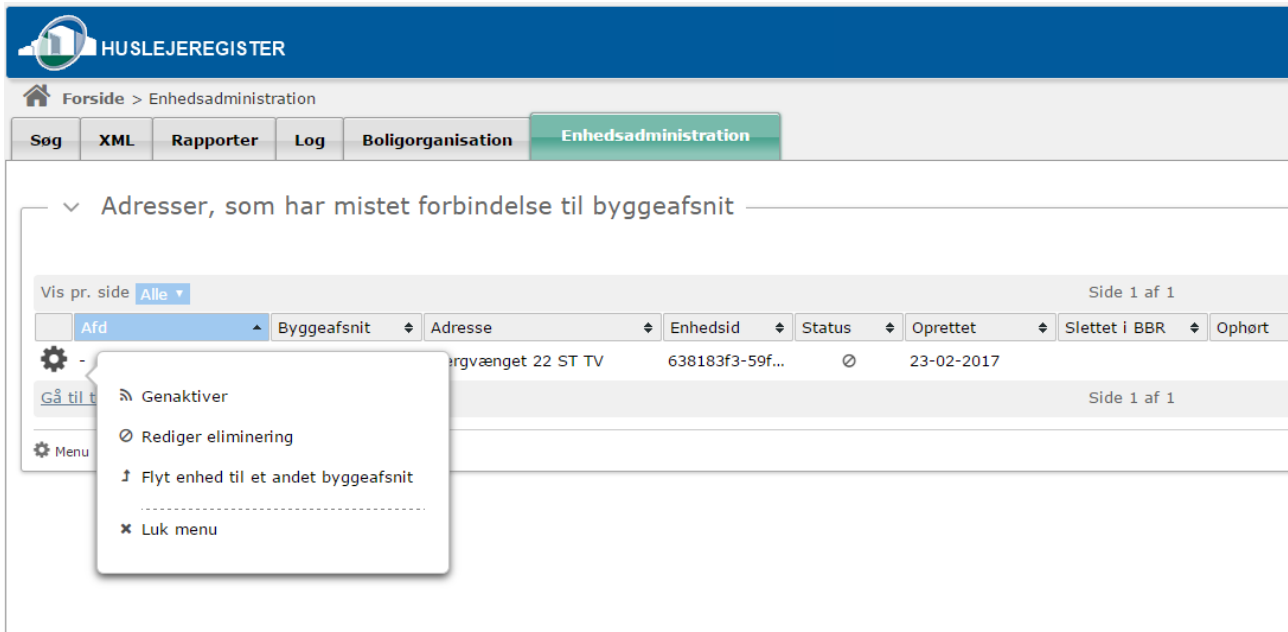 HUSLEJEREGISTER
Forside > Enhedsadministration
Søg XML Rapporter Log Boligorganisation Enhedsadministration
Adresser, som har mistet forbindelse til byggeafsnit
Vis pr. side Alle Side 1 af 1
Afd Byggeafsnit Adresse Enhedsid Status Oprettet Slettet i BBR Ophørt
- ergvænget 22 ST TV 638183f3-59f... 23-02-2017
Gå til t Side 1 af 1
Menu
Genaktiver
Rediger eliminering
Flyt enhed til et andet byggeafsnit
Luk menu